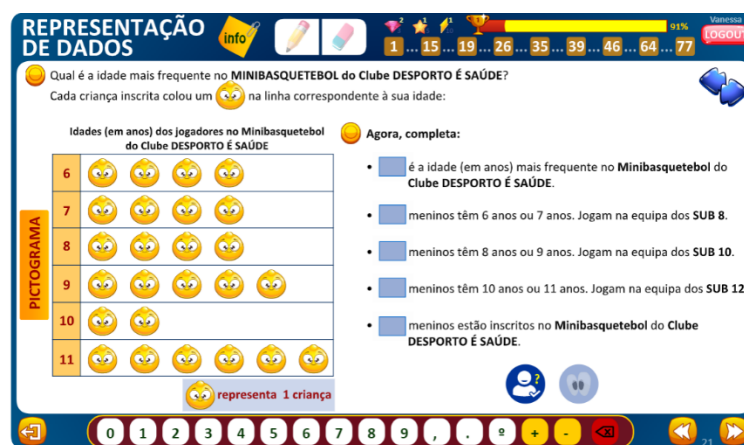 REPRESENTAÇÃO
DE DADOS
info
2 1 1
91%
Vanessa
LOGOUT
1 ... 15 ... 19 ... 26 ... 35 ... 39 ... 46 ... 64 ... 77
Qual é a idade mais frequente no MINIBASQUETEBOL do Clube DESPORTO É SAÚDE?
Cada criança inscrita colou um na linha correspondente à sua idade:
Idades (em anos) dos jogadores no Minibasquetebol
do Clube DESPORTO É SAÚDE
PICTOGRAMA
6
7
8
9
10
11
representa 1 criança
Agora, completa:
• é a idade (em anos) mais frequente no Minibasquetebol do
Clube DESPORTO É SAÚDE.
• meninos têm 6 anos ou 7 anos. Jogam na equipa dos SUB 8.
• meninos têm 8 anos ou 9 anos. Jogam na equipa dos SUB 10.
• meninos têm 10 anos ou 11 anos. Jogam na equipa dos SUB 12
• meninos estão inscritos no Minibasquetebol do Clube
DESPORTO É SAÚDE.
?
0 1 2 3 4 5 6 7 8 9 , . º + -
21